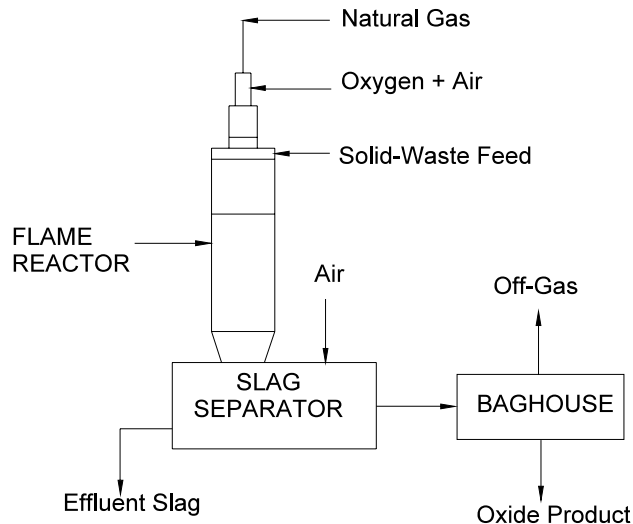 Natural Gas
Oxygen + Air
Solid-Waste Feed
FLAME
REACTOR
Air
Off-Gas
SLAG
SEPARATOR
BAGHOUSE
Effluent Slag
Oxide Product